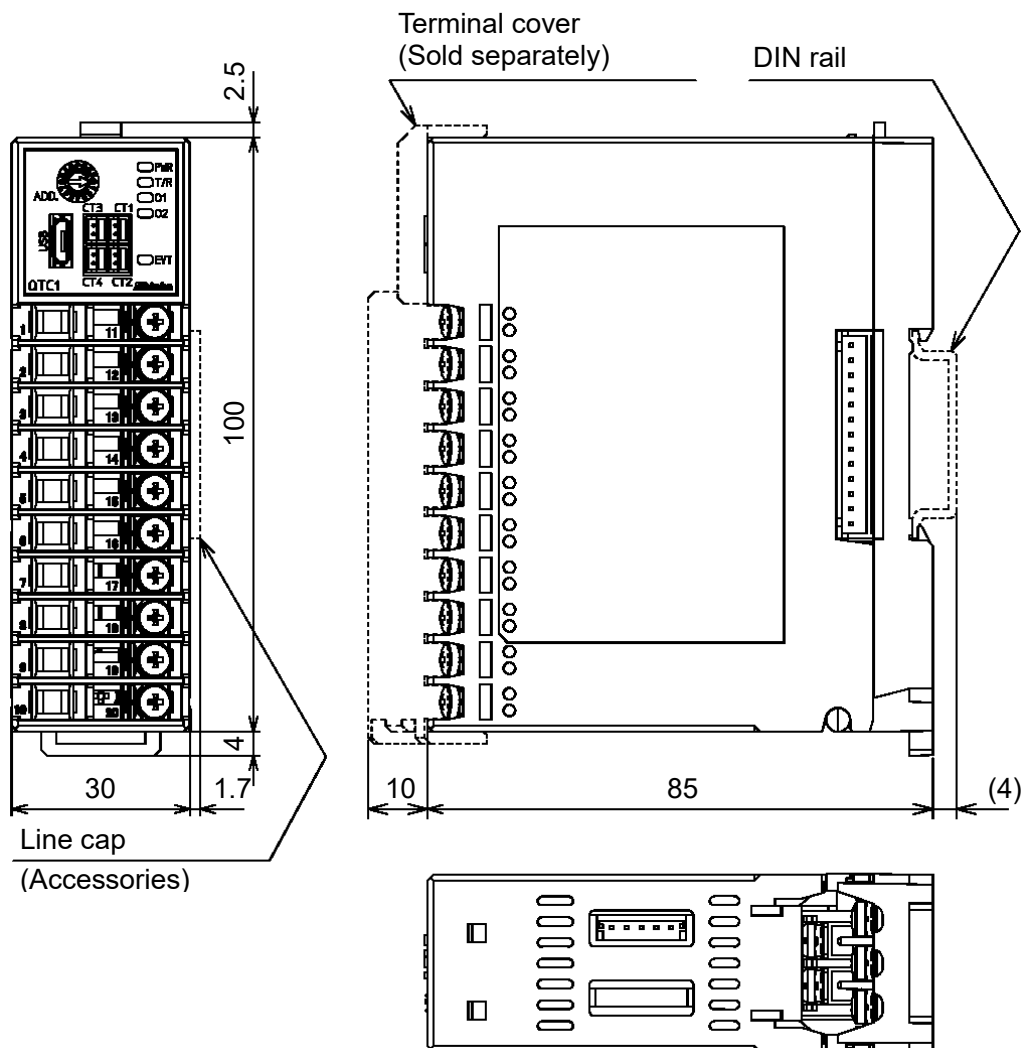 Terminal cover
(Sold separately)
DIN rail
2.5
PWR
T/R
O1
O2
ADD.
CT3 CT1
USB
EVT
CT4 CT2
QTC1
1 11
2 12
3 13
4 14
5 15
6 16
7 17
8 18
9 19
10 20
100
4
30
1.7
10
85
(4)
Line cap
(Accessories)